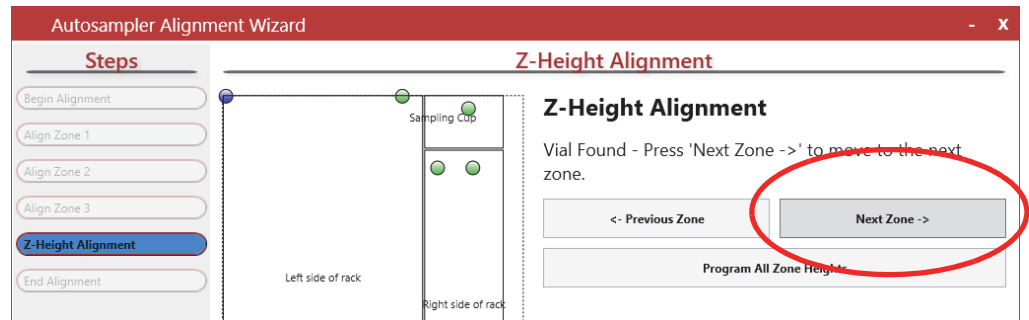 Autosampler Alignment Wizard
- X
Steps
Begin Alignment
Align Zone 1
Align Zone 2
Align Zone 3
Z-Height Alignment
End Alignment
Z-Height Alignment
Sampling Cup
Left side of rack
Right side of rack
Z-Height Alignment
Vial Found - Press 'Next Zone ->' to move to the next
zone.
<- Previous Zone
Next Zone ->
Program All Zone Heights